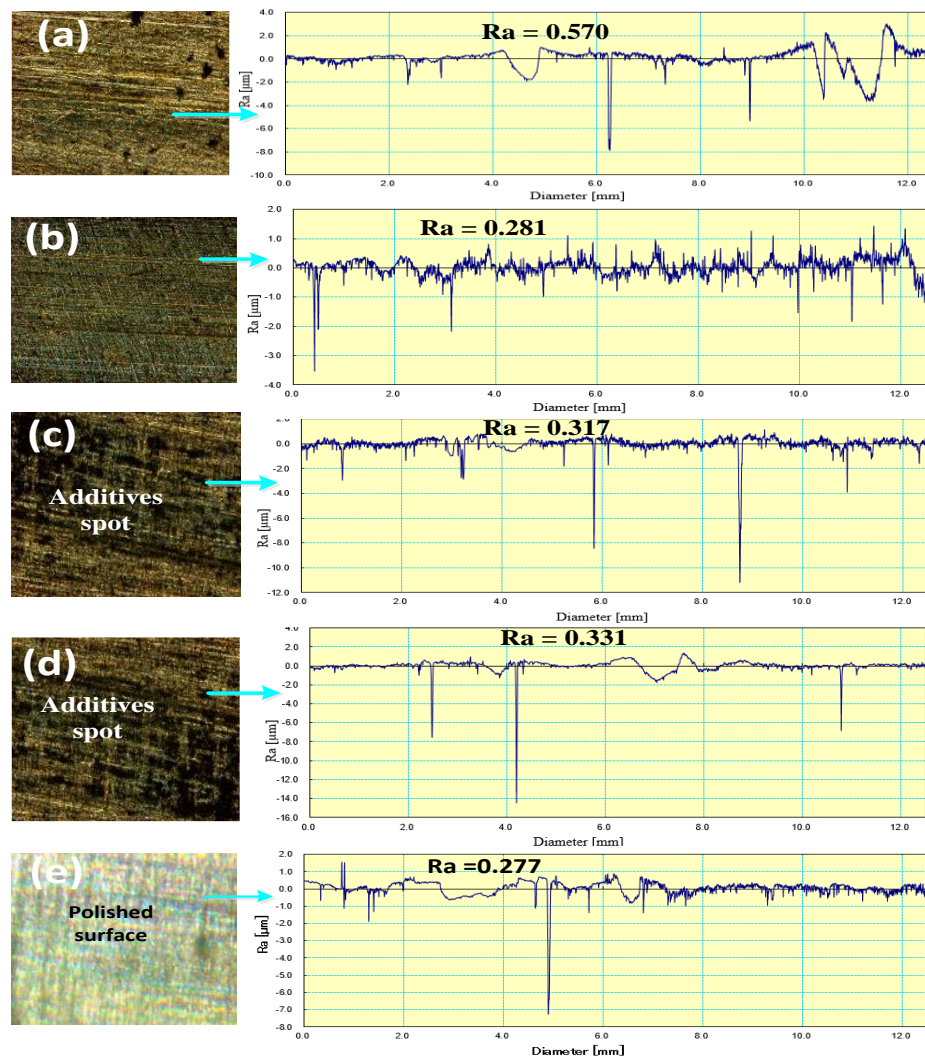 (a)
Ra = 0.570
4.0
2.0
0.0
-2.0
-4.0
-6.0
-8.0
-10.0
Ra [μm]
0.0 2.0 4.0 6.0 8.0 10.0 12.0
Diameter [mm]
(b)
Ra = 0.281
2.0
1.0
0.0
-1.0
-2.0
-3.0
-4.0
Ra [μm]
0.0 2.0 4.0 6.0 8.0 10.0 12.0
Diameter [mm]
(c)
Additives
spot
Ra = 0.317
2.0
0.0
-2.0
-4.0
-6.0
-8.0
-10.0
-12.0
Ra [μm]
0.0 2.0 4.0 6.0 8.0 10.0 12.0
Diameter [mm]
(d)
Additives
spot
Ra = 0.331
4.0
2.0
0.0
-2.0
-4.0
-6.0
-8.0
-10.0
-12.0
-14.0
-16.0
Ra [μm]
0.0 2.0 4.0 6.0 8.0 10.0 12.0
Diameter [mm]
(e)
Polished
surface
Ra =0.277
2.0
1.0
0.0
-1.0
-2.0
-3.0
-4.0
-5.0
-6.0
-7.0
-8.0
Ra [μm]
0.0 2.0 4.0 6.0 8.0 10.0 12.0
Diameter [mm]